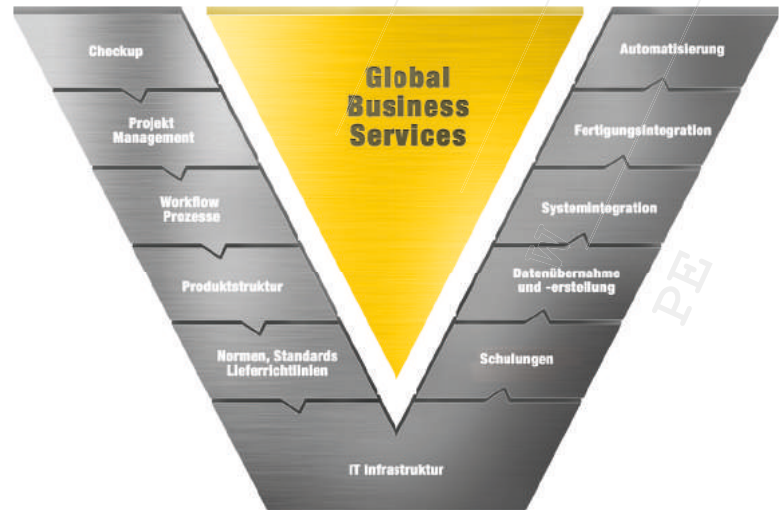 Checkup
Projekt
Management
Workflow
Prozesse
Produktstruktur
Normen, Standards
Lieferrichtlinien
IT Infrastruktur
Global
Business
Services
Automatisierung
Fertigungsintegration
Systemintegration
Datenübernahme
und -erstellung
Schulungen
W
PE